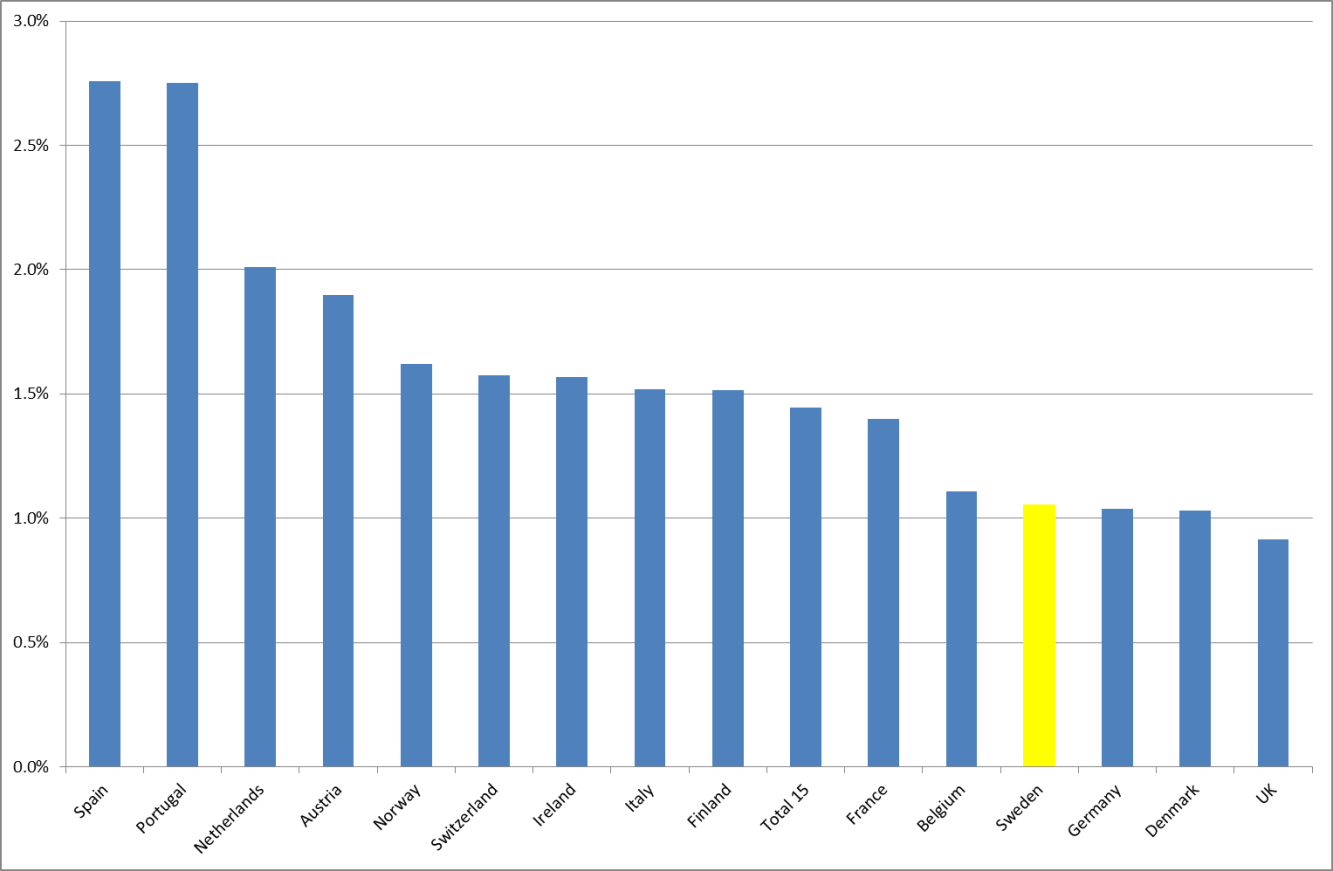 3.0%
2.5%
2.0%
1.5%
1.0%
0.5%
0.0%
Spain
Portugal
Netherlands
Austria
Norway
Switzerland
Ireland
Italy
Finland
Total 15
France
Belgium
Sweden
Germany
Denmark
UK